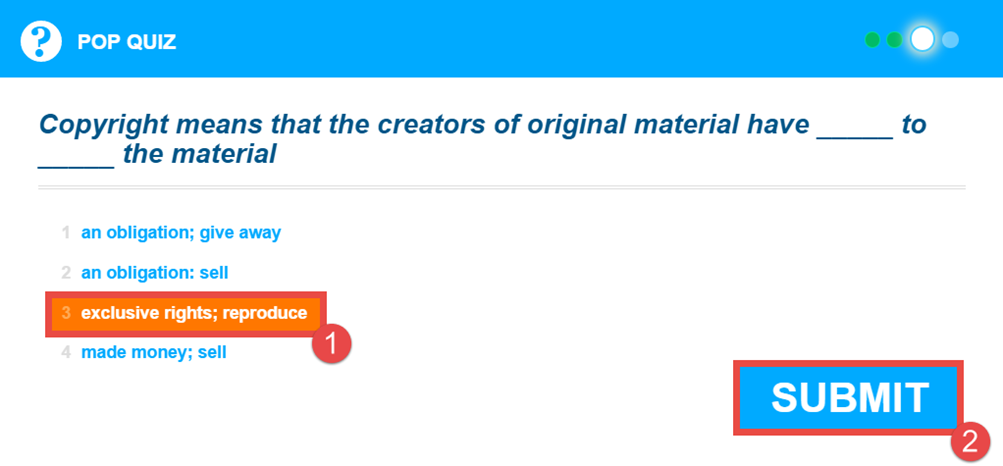 ?
POP QUIZ
Copyright means that the creators of original material have _____ to
_____ the material
1 an obligation; give away
2 an obligation: sell
3 exclusive rights; reproduce
1
4 made money; sell
SUBMIT
2